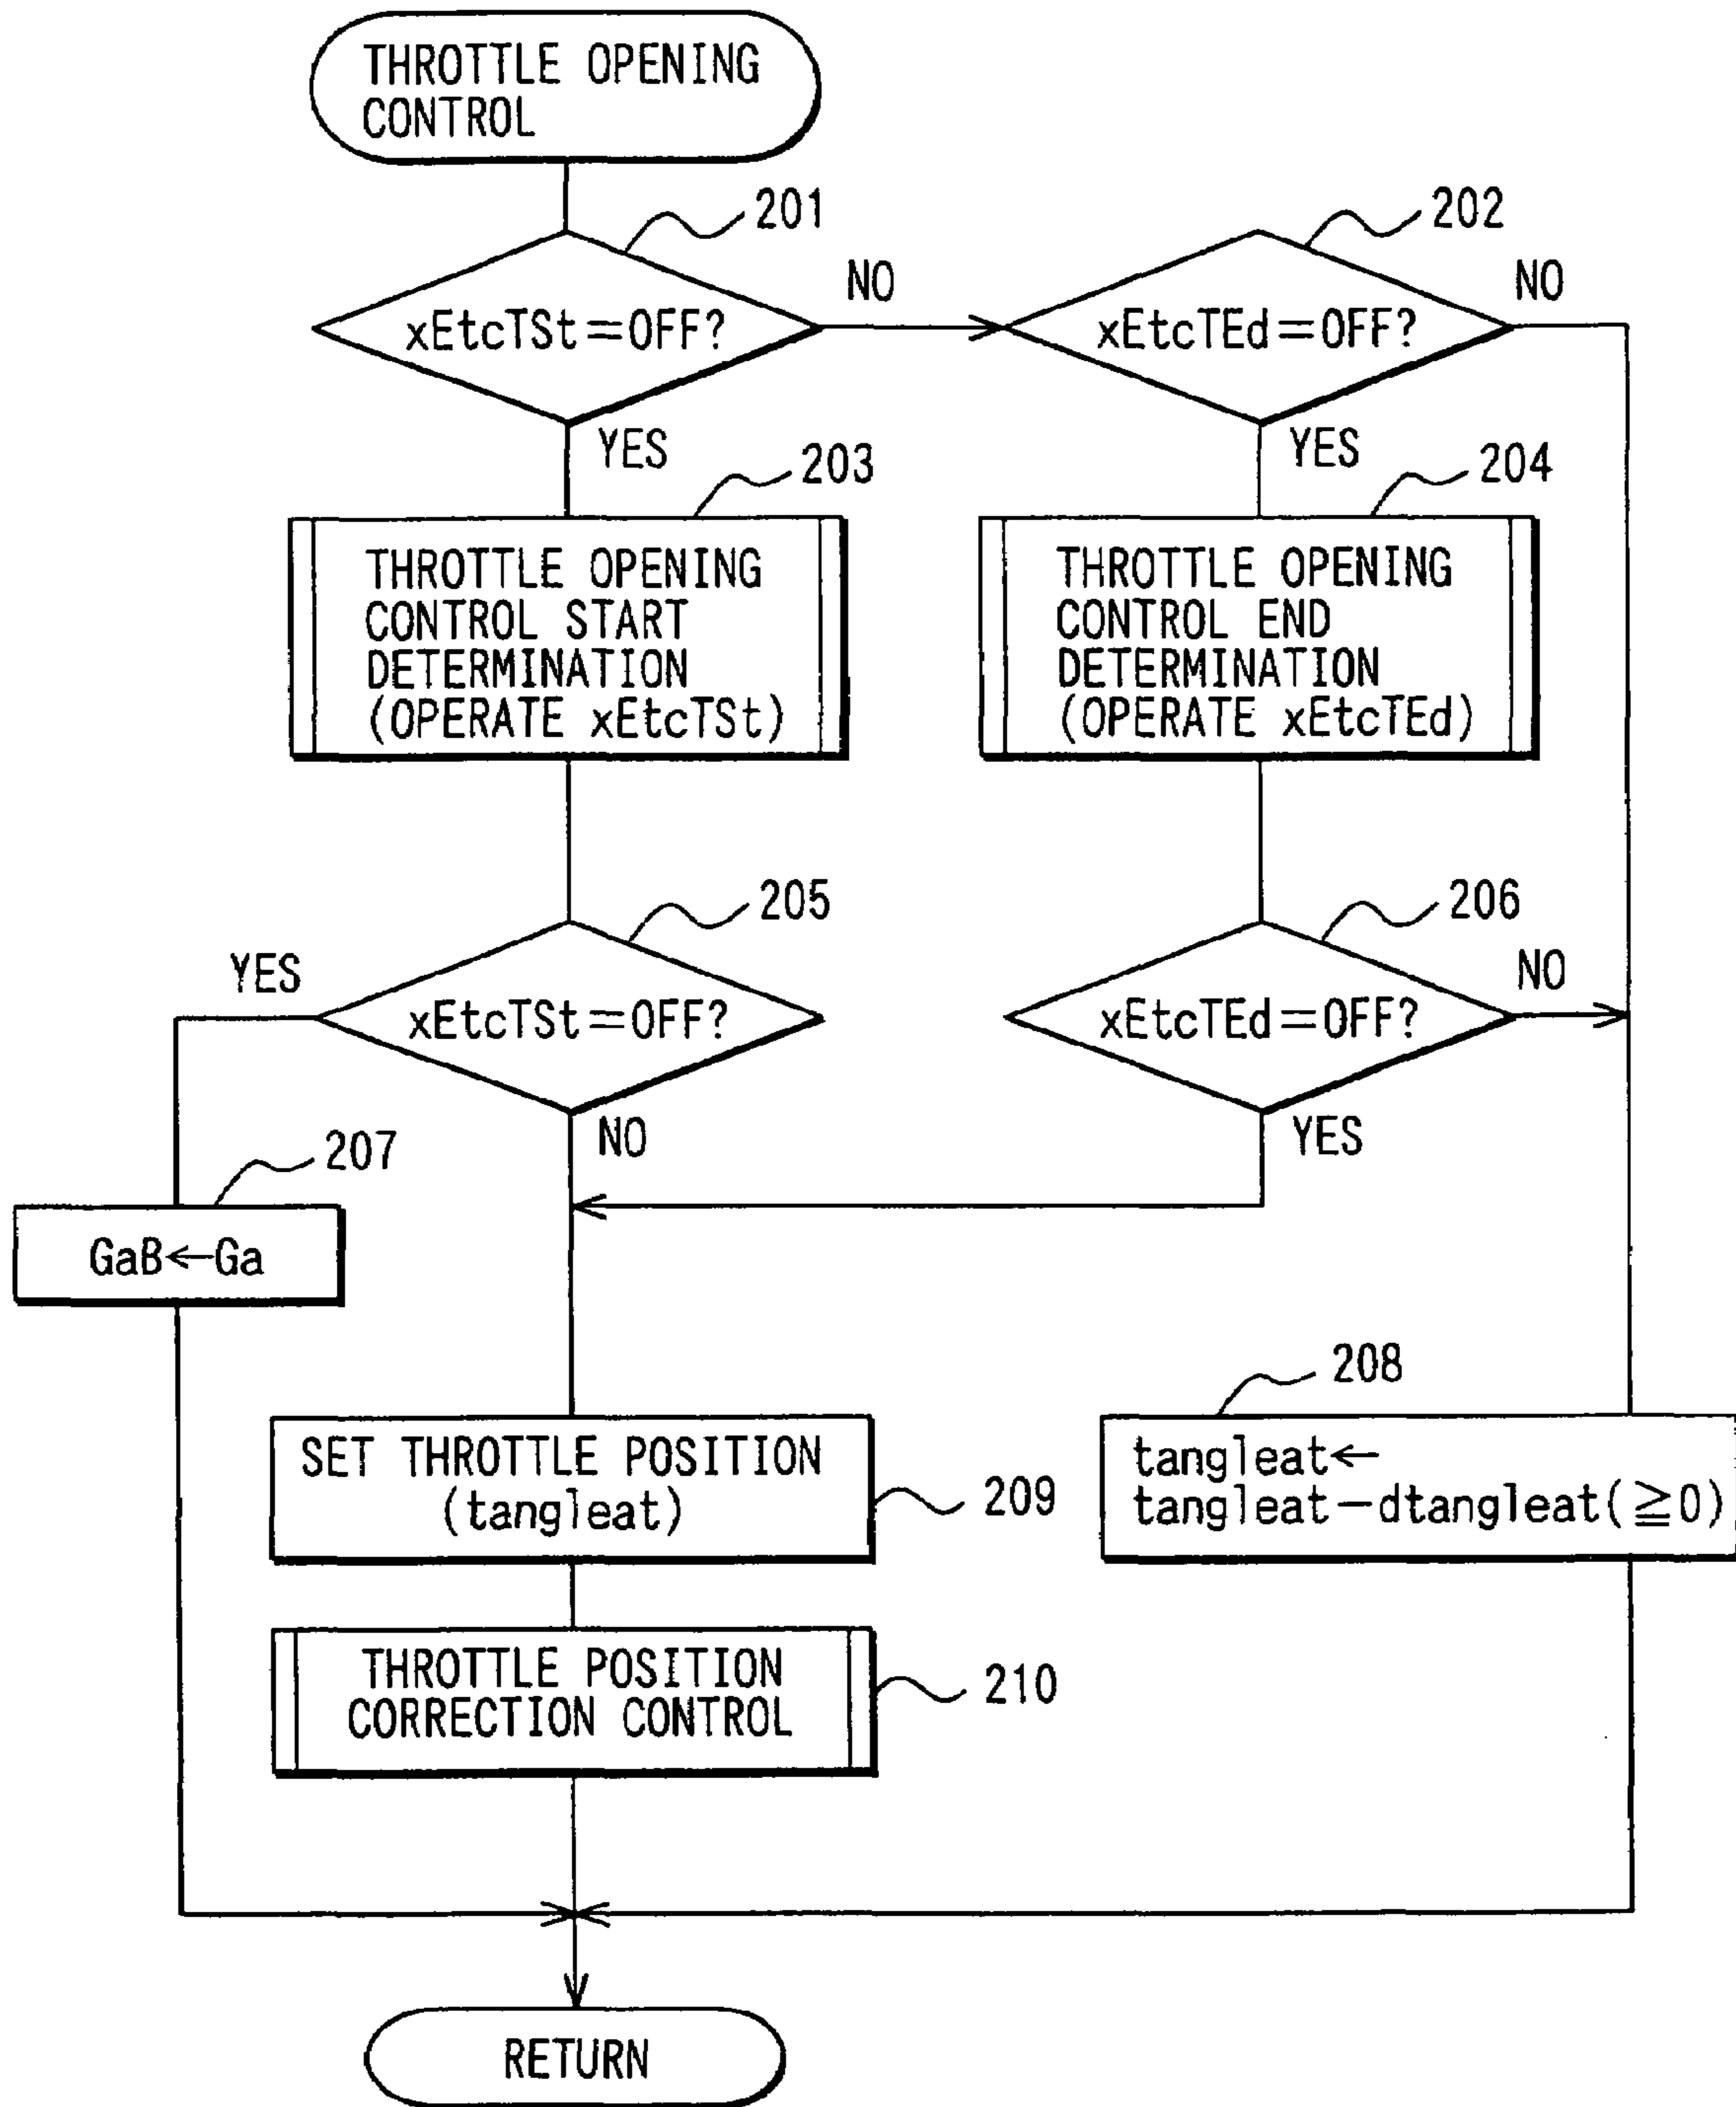 THROTTLE OPENING
CONTROL
201
202
xEtcTSt=OFF?
NO
xEtcTEd=OFF?
NO
YES
YES
203
204
THROTTLE OPENING
CONTROL START
DETERMINATION
(OPERATE xEtcTSt)
THROTTLE OPENING
CONTROL END
DETERMINATION
(OPERATE xEtcTEd)
205
206
YES
xEtcTSt=OFF?
xEtcTEd=OFF?
NO
NO
YES
207
GaB←Ga
208
SET THROTTLE POSITION
(tangleat)
209
tangleat←
tangleat−dtangleat(≧0)
THROTTLE POSITION
CORRECTION CONTROL
210
RETURN